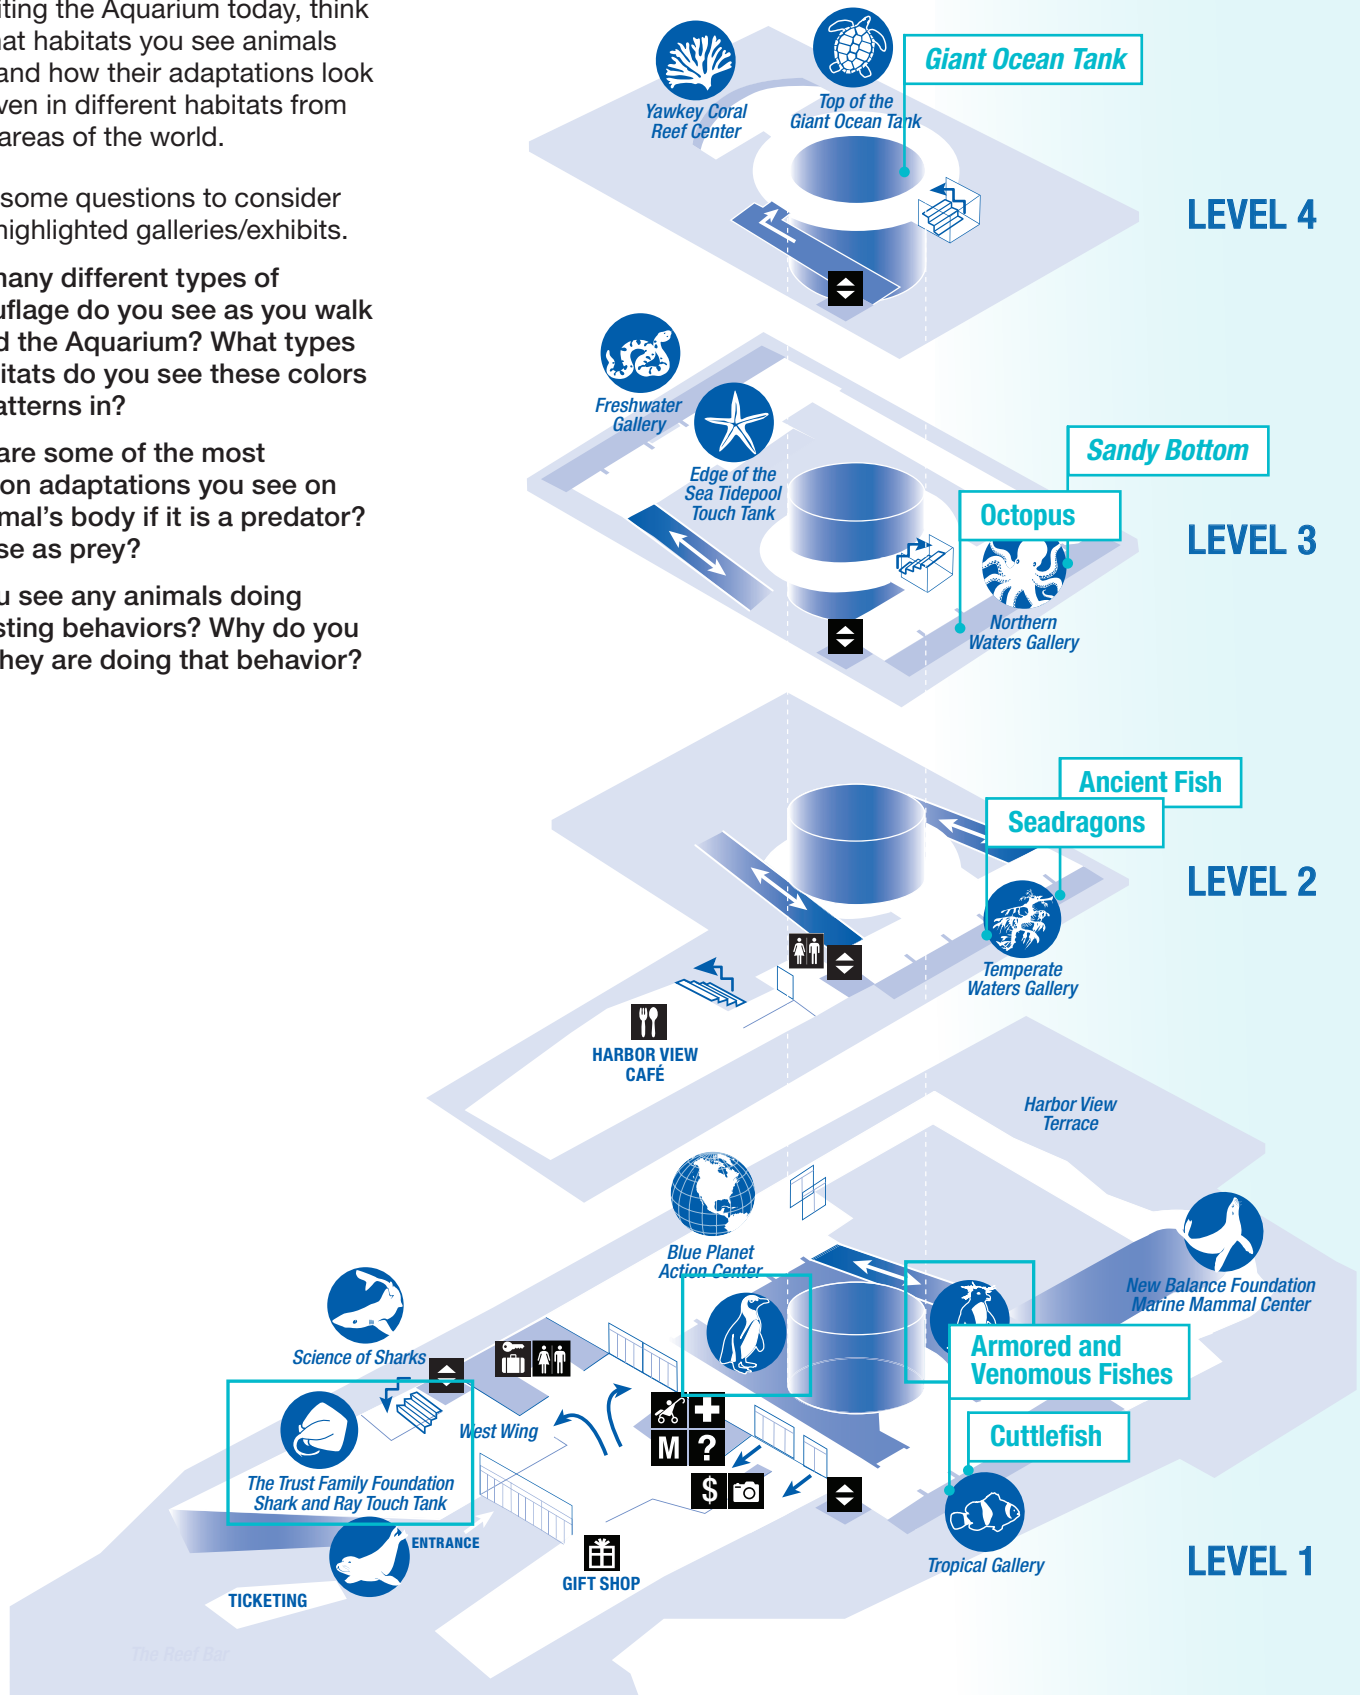 iting the Aquarium today, think
hat habitats you see animals
and how their adaptations look
ven in different habitats from
areas of the world.
some questions to consider
highlighted galleries/exhibits.
many different types of
uflage do you see as you walk
d the Aquarium? What types
itats do you see these colors
atterns in?
are some of the most
on adaptations you see on
mal's body if it is a predator?
se as prey?
u see any animals doing
sting behaviors? Why do you
they are doing that behavior?
Yawkey Coral
Reef Center
Top of the
Giant Ocean Tank
Giant Ocean Tank
LEVEL 4
Freshwater
Gallery
Edge of the
Sea Tidepool
Touch Tank
Sandy Bottom
Octopus
Northern
Waters Gallery
LEVEL 3
Ancient Fish
Seadragons
Temperate
Waters Gallery
LEVEL 2
HARBOR VIEW
CAFÉ
Harbor View
Terrace
Blue Planet
Action Center
New Balance Foundation
Marine Mammal Center
Science of Sharks
West Wing
The Trust Family Foundation
Shark and Ray Touch Tank
Armored and
Venomous Fishes
Cuttlefish
M ?
$
ENTRANCE
GIFT SHOP
TICKETING
Tropical Gallery
LEVEL 1
The Reef Bar